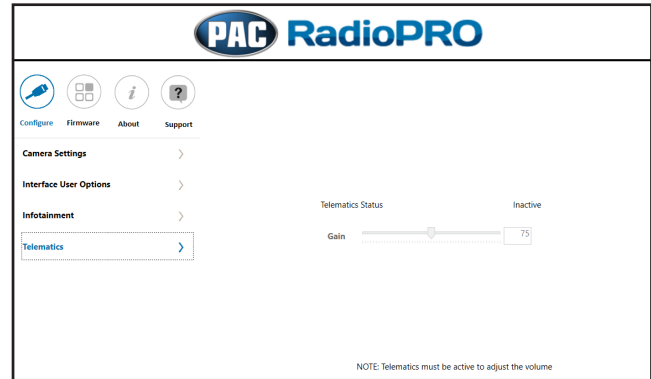 PAC RadioPRO
?
Configure Firmware About Support
Camera Settings
Interface User Options
Infotainment
Telematics
Telematics Status Inactive
Gain 75
NOTE: Telematics must be active to adjust the volume